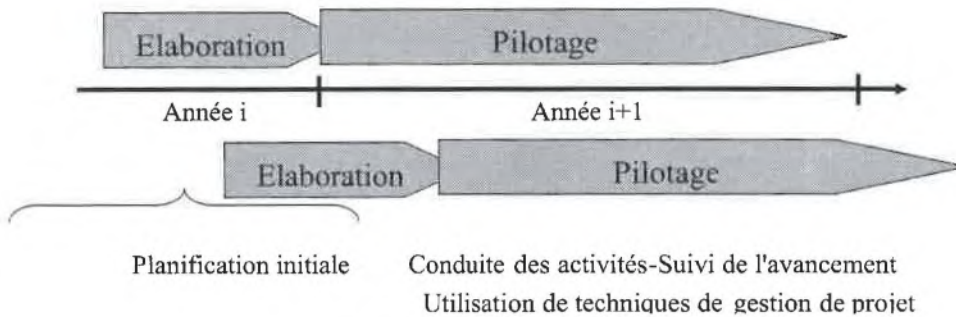 Elaboration
Pilotage
Année i
Année i+1
Elaboration
Pilotage
Planification initiale
Conduite des activités-Suivi de l'avancement
Utilisation de techniques de gestion de projet